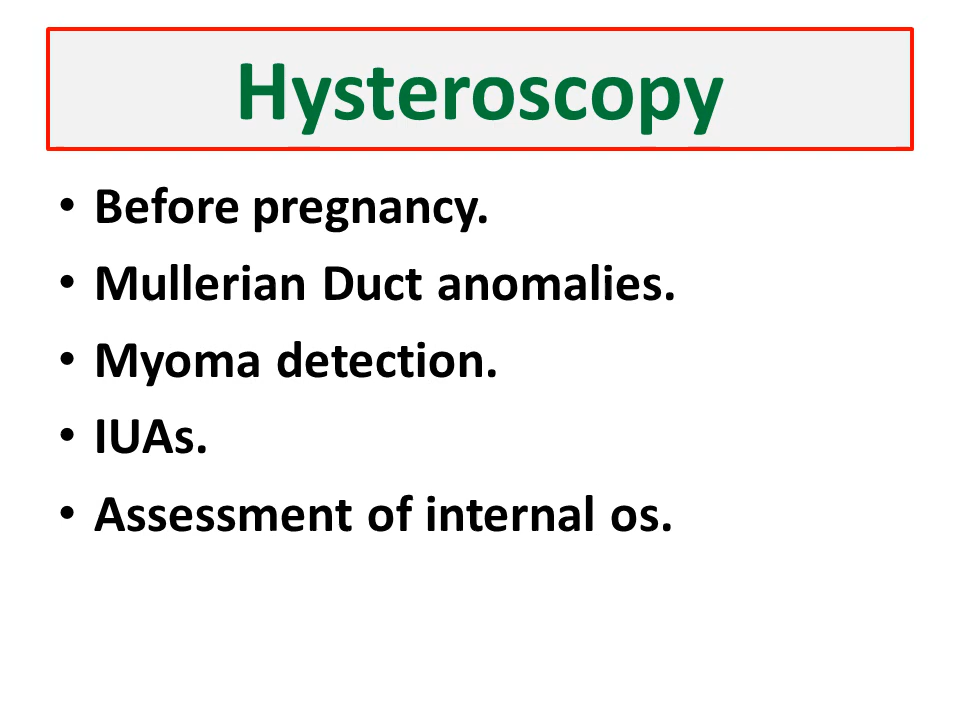 Hysteroscopy
• Before pregnancy.
• Mullerian Duct anomalies.
• Myoma detection.
• IUAs.
• Assessment of internal os.